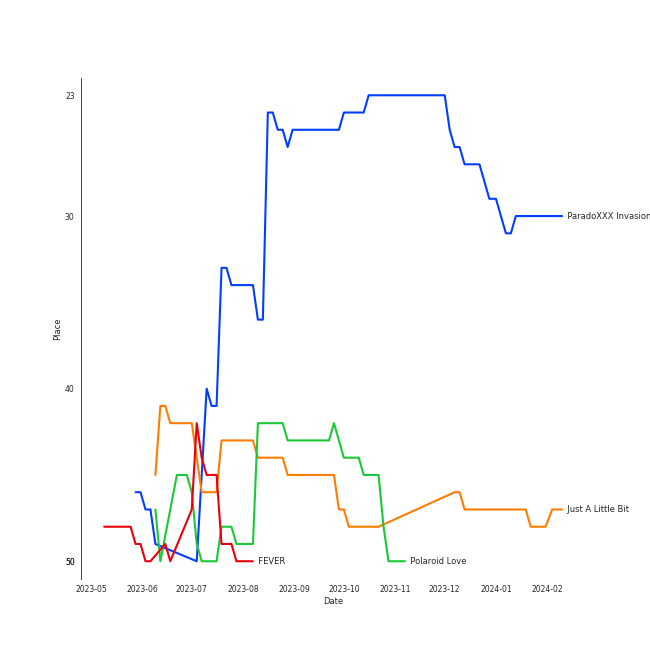 23
30
ParadoXXX Invasion
Place
40
Just A Little Bit
50
FEVER
Polaroid Love
2023-05 2023-06 2023-07 2023-08 2023-09 2023-10 2023-11 2023-12 2024-01 2024-02
Date